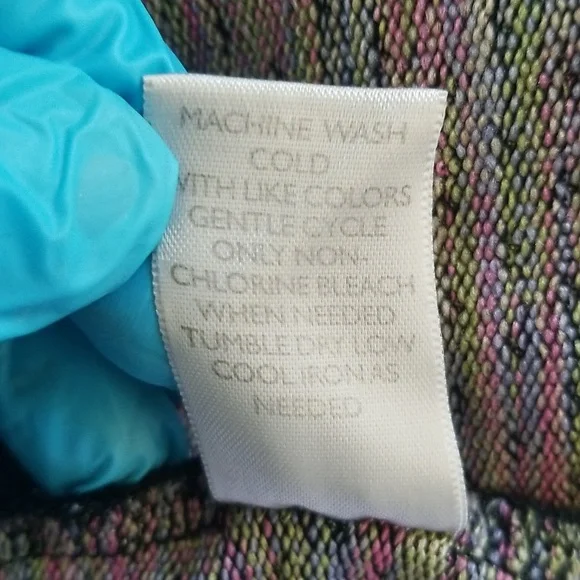 MACHINE WASH
COLD
WITH LIKE COLORS
GENTLE CYCLE
ONLY NON-
CHLORINE BLEACH
WHEN NEEDED
TUMBLE DRY LOW
COOL IRON AS
NEEDED